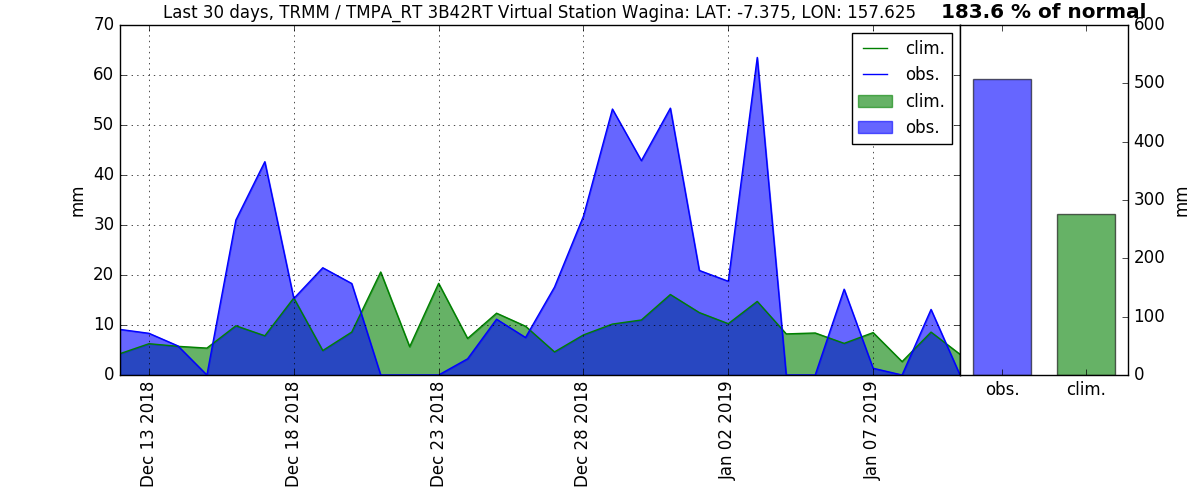 Last 30 days, TRMM / TMPA_RT 3B42RT Virtual Station Wagina: LAT: -7.375, LON: 157.625
183.6 % of normal
70
60
50
40
30
20
10
0
mm
clim.
obs.
clim.
obs.
Dec 13 2018
Dec 18 2018
Dec 23 2018
Dec 28 2018
Jan 02 2019
Jan 07 2019
600
500
400
300
200
100
0
mm
obs.
clim.